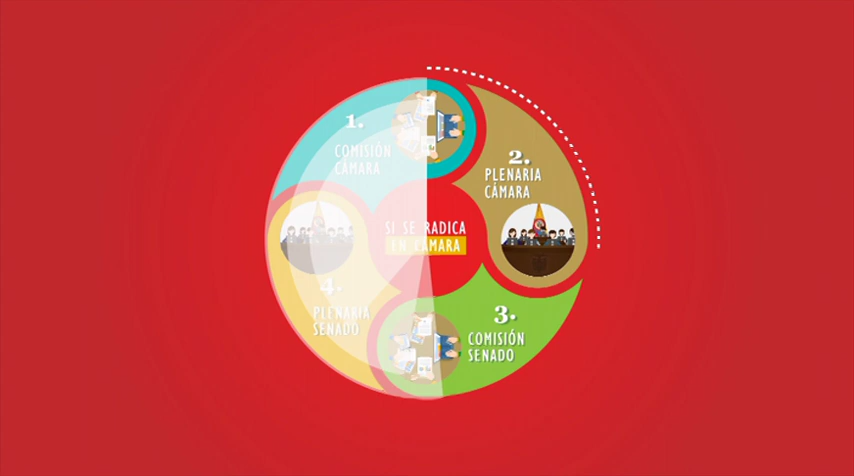 1.
COMISIÓN
CÁMARA
2.
PLENARIA
CÁMARA
SI SE RADICA
EN CÁMARA
3.
COMISIÓN
SENADO
4.
PLENARIA
SENADO